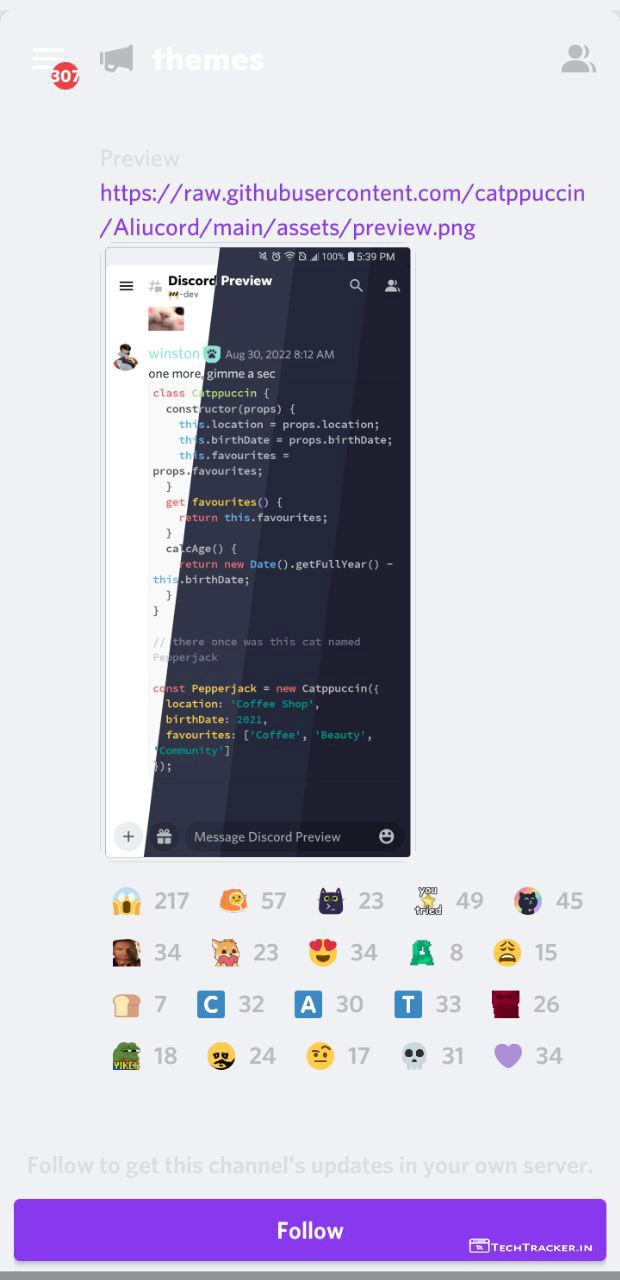 307
themes
Preview
https://raw.githubusercontent.com/catppuccin
/Aliucord/main/assets/preview.png
100% 5:39 PM
Discord Preview
-dev
winston Aug 30, 2022 8:12 AM
one more, gimme a sec
class Catppuccin {
constructor(props) {
this.location = props.location;
this.birthDate = props.birthDate;
this.favourites =
props.favourites;
}
get favourites() {
return this.favourites;
}
calcAge() {
return new Date().getFullYear() -
this.birthDate;
}
}
// there once was this cat named
Pepperjack
const Pepperjack = new Catppuccin({
location: 'Coffee Shop',
birthDate: 2021,
favourites: ['Coffee', 'Beauty',
'Community']
});
Message Discord Preview
217 57 23 you tried 49 45
34 23 34 8 15
7 C 32 A 30 T 33 26
YIKES 18 24 17 31 34
Follow to get this channel's updates in your own server.
Follow
TECHTRACKER.IN